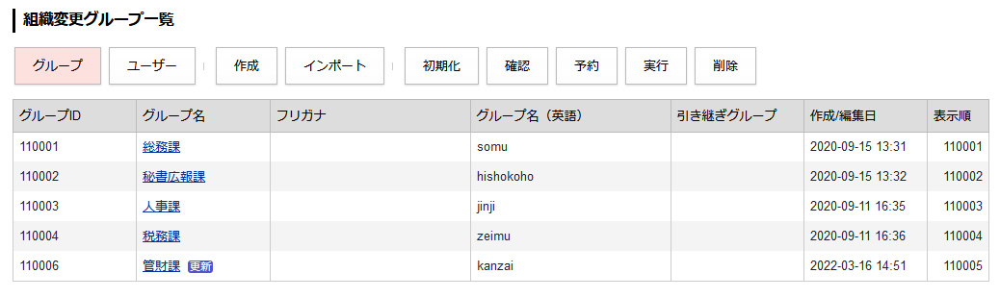 組織変更グループ一覧
グループ ユーザー 作成 インポート 初期化 確認 予約 実行 削除
グループID グループ名 フリガナ グループ名（英語） 引き継ぎグループ 作成/編集日 表示順
110001 総務課 somu 2020-09-15 13:31 110001
110002 秘書広報課 hishokoho 2020-09-15 13:32 110002
110003 人事課 jinji 2020-09-11 16:35 110003
110004 税務課 zeimu 2020-09-11 16:36 110004
110006 管財課 更新 kanzai 2022-03-16 14:51 110005